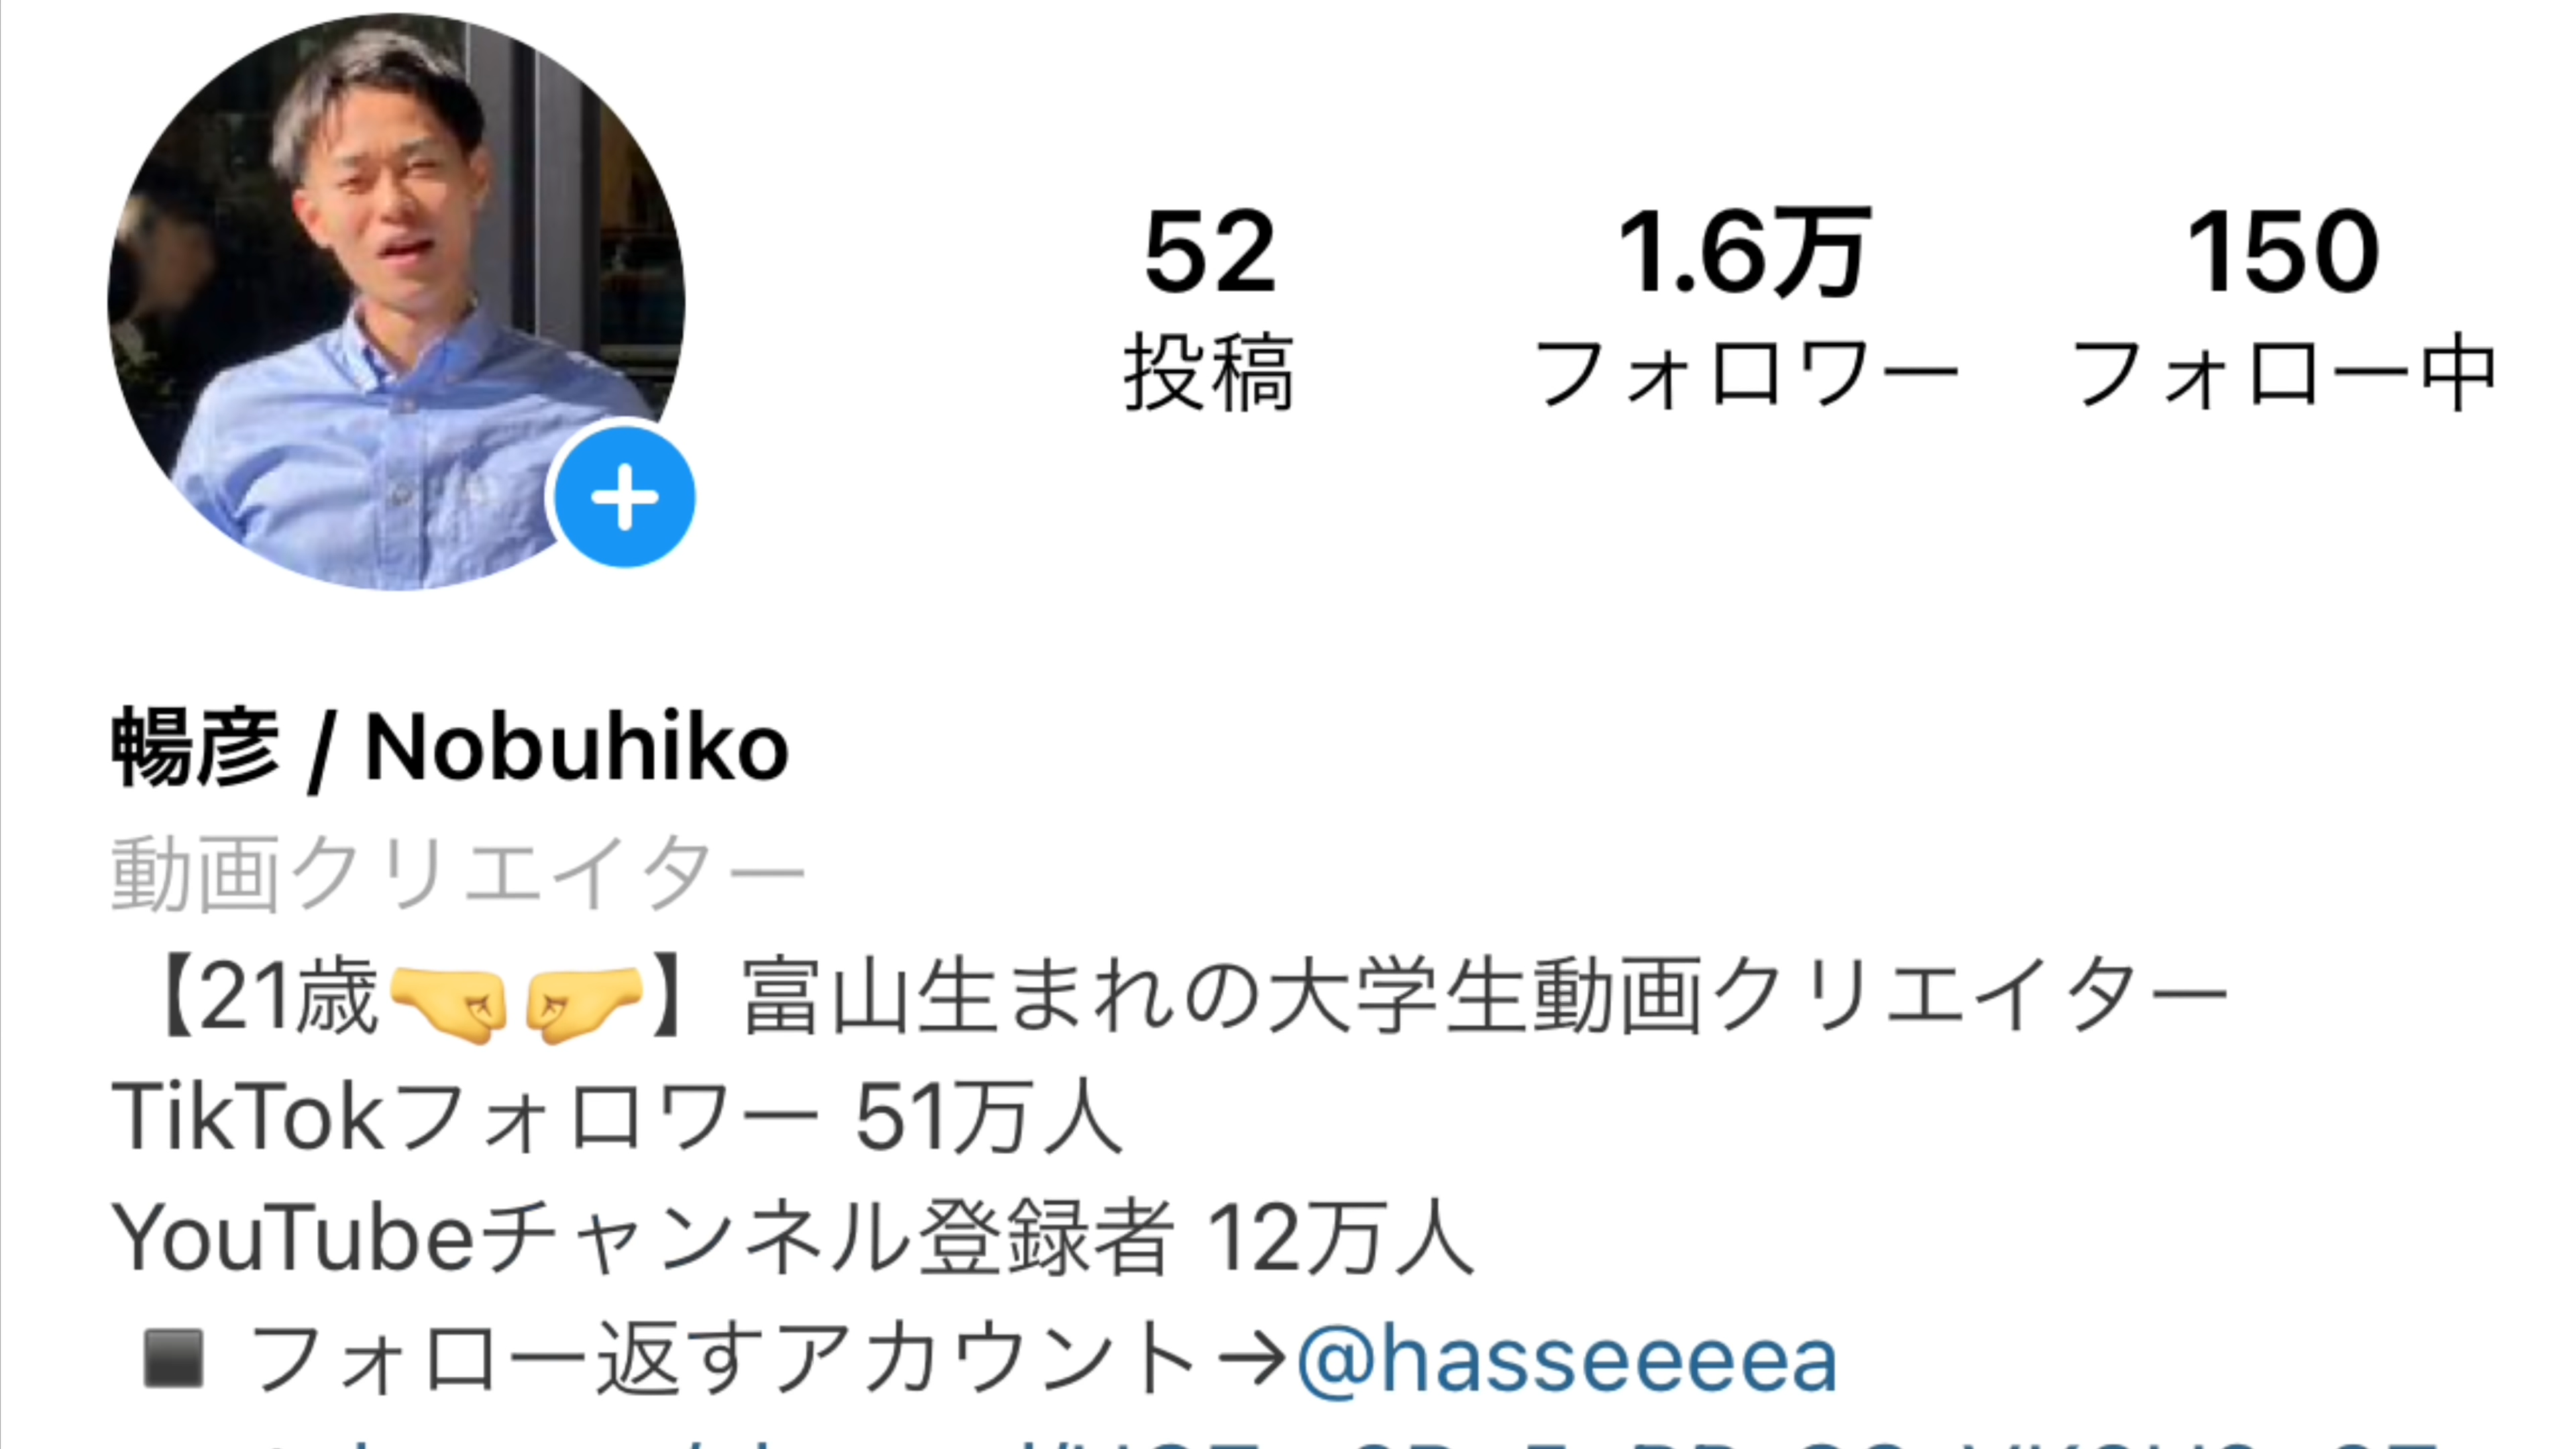 52 1.6万 150
投稿 フォロワー フォロー中
暢彦 / Nobuhiko
動画クリエイター
【21歳🤜🤛】富山生まれの大学生動画クリエイター
TikTokフォロワー 51万人
YouTubeチャンネル登録者 12万人
◾️ フォロー返すアカウント→@hasseeeea